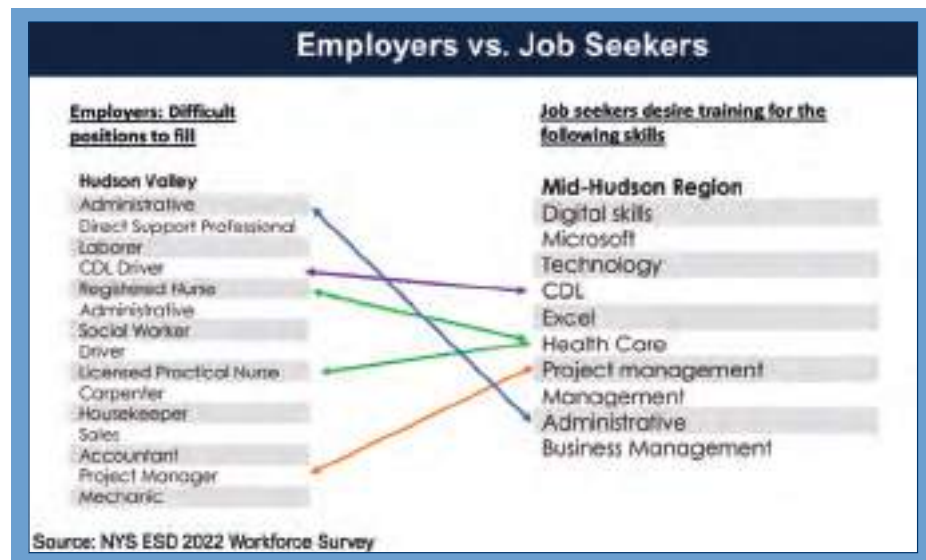 Employers vs. Job Seekers
Employers: Difficult
positions to fill
Hudson Valley
Administrative
Direct Support Professional
Laborer
CDL Driver
Registered Nurse
Administrative
Social Worker
Driver
Licensed Practical Nurse
Carpenter
Housekeeper
Sales
Accountant
Project Manager
Mechanic
Job seekers desire training for the
following skills
Mid-Hudson Region
Digital skills
Microsoft
Technology
CDL
Excel
Health Care
Project management
Management
Administrative
Business Management
Source: NYS ESD 2022 Workforce Survey